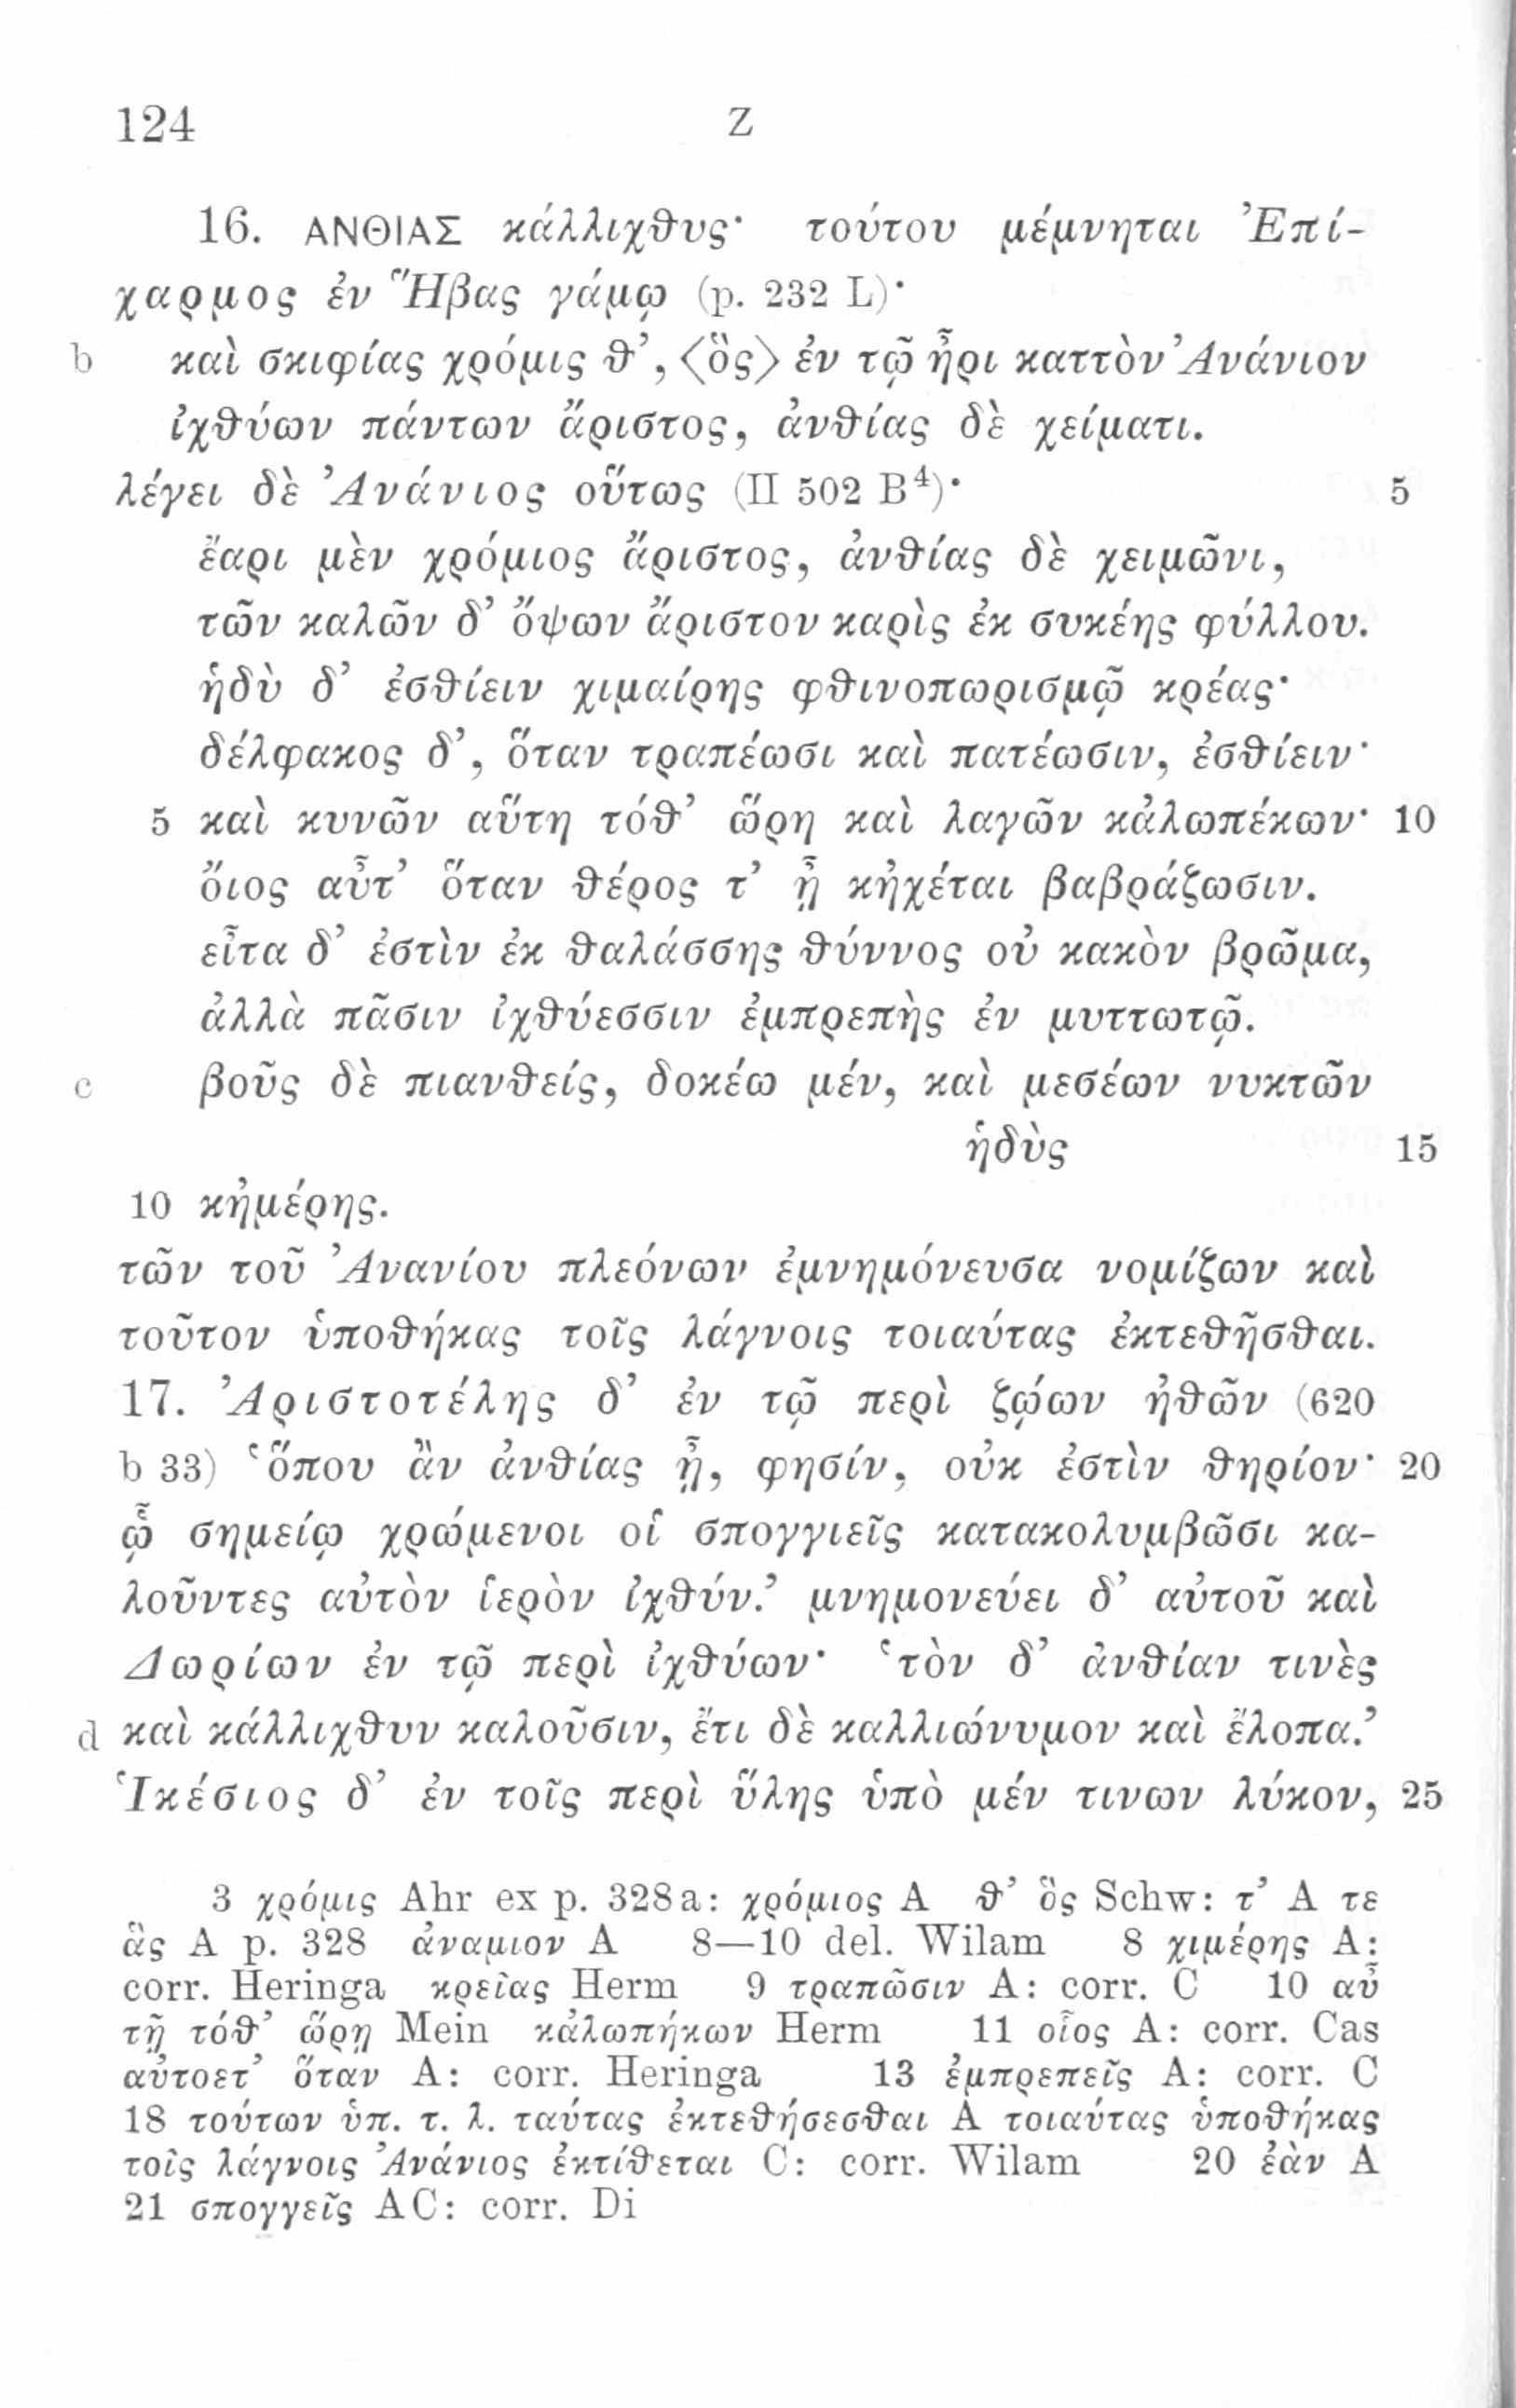 124 Z
16. ΑΝΘΙΑΣ κάλλιχθυς· τούτου μέμνηται Ἐπί-
χαρμος ἐν Ἥβας γάμῳ (p. 232 L)·
b καὶ σκιφίας χρόμις θ’, <ὃς> ἐν τῷ ἦρι καττὸν Ἀνάνιον
ἰχθύων πάντων ἄριστος, ἀνθίας δὲ χείματι.
λέγει δὲ Ἀνάνιος οὕτως (II 502 B⁴)· 5
ἔαρι μὲν χρόμιος ἄριστος, ἀνθίας δὲ χειμῶνι,
τῶν καλῶν δ’ ὄψων ἄριστον καρὶς ἐκ συκέης φύλλου.
ἡδὺ δ’ ἐσθίειν χιμαίρης φθινοπωρισμῷ κρέας·
δέλφακος δ’, ὅταν τραπέωσι καὶ πατέωσιν, ἐσθίειν·
5 καὶ κυνῶν αὕτη τόθ’ ὥρη καὶ λαγῶν κἀλωπέκων· 10
ὄιος αὖτ’ ὅταν θέρος τ’ ᾖ κἠχέται βαβράζωσιν.
εἶτα δ’ ἐστὶν ἐκ θαλάσσης θύννος οὐ κακὸν βρῶμα,
ἀλλὰ πᾶσιν ἰχθύεσσιν ἐμπρεπὴς ἐν μυττωτῷ.
c βοῦς δὲ πιανθείς, δοκέω μέν, καὶ μεσέων νυκτῶν
ἡδὺς 15
10 κἠμέρης.
τῶν τοῦ Ἀνανίου πλεόνων ἐμνημόνευσα νομίζων καὶ
τοῦτον ὑποθήκας τοῖς λάγνοις τοιαύτας ἐκτεθῆσθαι.
17. Ἀριστοτέλης δ’ ἐν τῷ περὶ ζῴων ἠθῶν (620
b 33) ‘ὅπου ἂν ἀνθίας ᾖ, φησίν, οὐκ ἐστὶν θηρίον· 20
ᾧ σημείῳ χρώμενοι οἱ σπογγιεῖς κατακολυμβῶσι κα-
λοῦντες αὐτὸν ἱερὸν ἰχθύν.’ μνημονεύει δ’ αὐτοῦ καὶ
Δωρίων ἐν τῷ περὶ ἰχθύων· ‘τὸν δ’ ἀνθίαν τινὲς
d καὶ κάλλιχθυν καλοῦσιν, ἔτι δὲ καλλιώνυμον καὶ ἔλοπα.’
Ἱκέσιος δ’ ἐν τοῖς περὶ ὕλης ὑπὸ μέν τινων λύκον, 25
3 χρόμις Ahr ex p. 328a: χρόμιος A θ’ ὃς Schw: τ’ A τε
ἃς A p. 328 ἀναμιον A 8—10 del. Wilam 8 χιμέρης A:
corr. Heringa κρεῖας Herm 9 τραπῶσιν A: corr. C 10 αὖ
τῇ τόθ’ ὥρῃ Mein κἀλωπήκων Herm 11 οἷος A: corr. Cas
αὐτοετ’ ὅταν A: corr. Heringa 13 ἐμπρεπεῖς A: corr. C
18 τούτων ὑπ. τ. λ. ταύτας ἐκτεθήσεσθαι A τοιαύτας ὑποθήκας
τοῖς λάγνοις Ἀνάνιος ἐκτίθεται C: corr. Wilam 20 ἐὰν A
21 σπογγεῖς AC: corr. Di